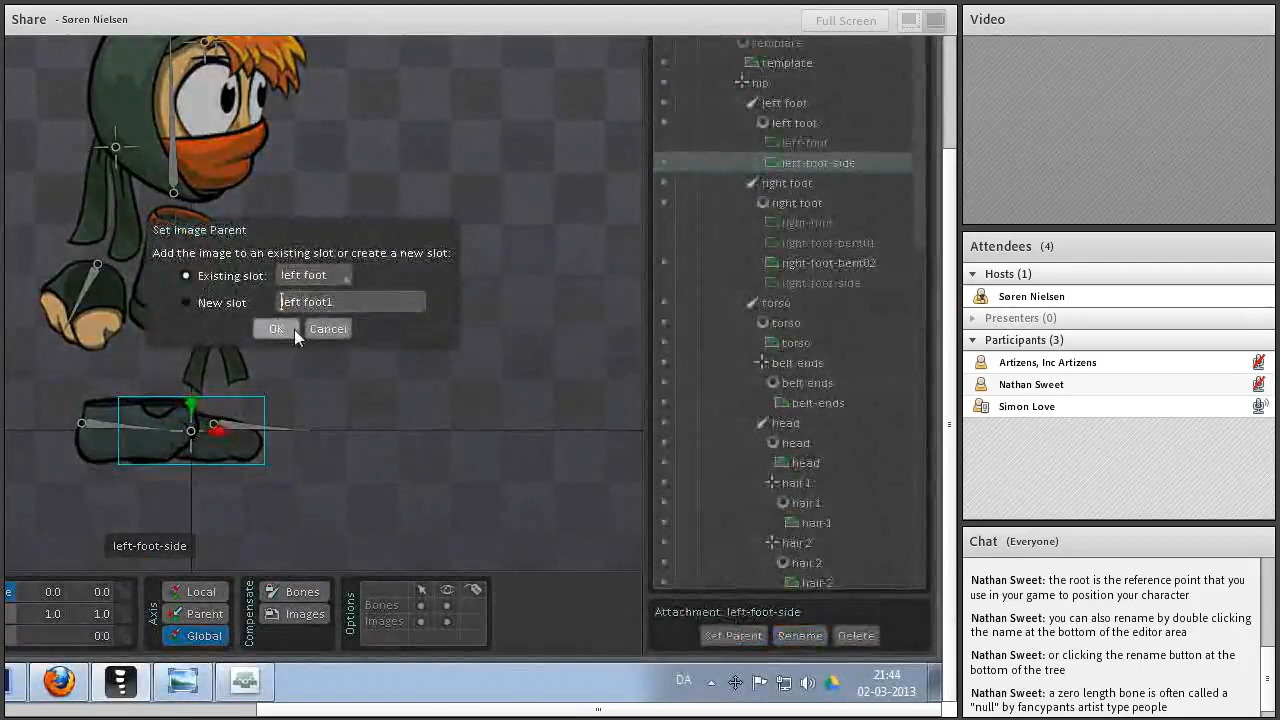 Share - Søren Nielsen
Full Screen
Video
template
template
hip
left foot
left foot
left-foot
left-foot-side
right foot
right foot
right-foot
right-foot-bent01
right-foot-bent02
right-foot-side
torso
torso
torso
belt ends
belt ends
belt-ends
head
head
head
hair 1
hair 1
hair-1
hair 2
hair 2
hair-2
Set Image Parent
Add the image to an existing slot or create a new slot:
Existing slot: left foot
New slot left foot1
OK Cancel
left-foot-side
0.0 0.0
1.0 1.0
0.0
Axis
Local
Parent
Global
Compensate
Bones
Images
Options
Bones
Images
Attachment: left-foot-side
Set Parent Rename Delete
DA
21:44
02-03-2013
Attendees (4)
Hosts (1)
Søren Nielsen
Presenters (0)
Participants (3)
Artizens, Inc Artizens
Nathan Sweet
Simon Love
Chat (Everyone)
Nathan Sweet: the root is the reference point that you
use in your game to position your character
Nathan Sweet: you can also rename by double clicking
the name at the bottom of the editor area
Nathan Sweet: or clicking the rename button at the
bottom of the tree
Nathan Sweet: a zero length bone is often called a
"null" by fancypants artist type people